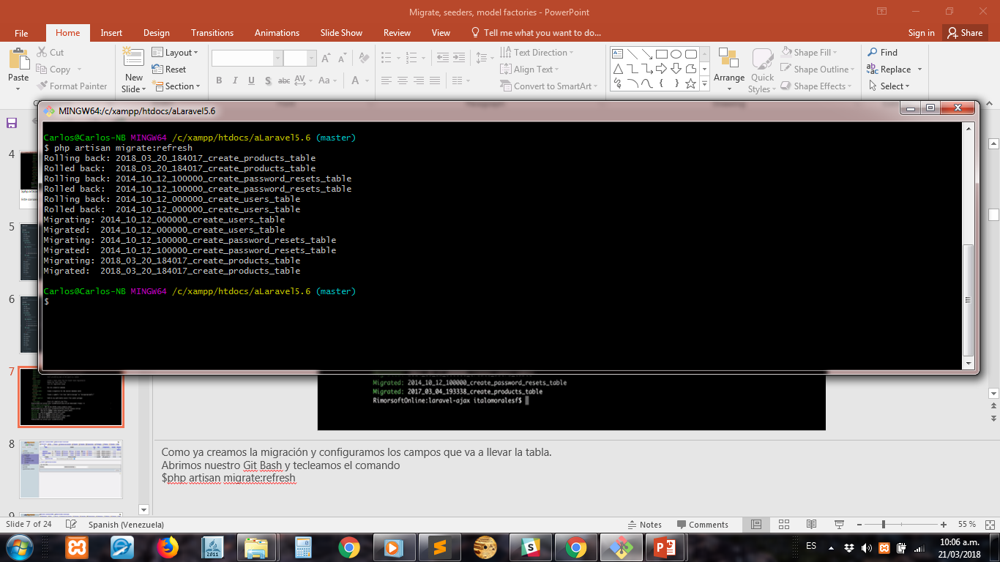 Migrate, seeders, model factories - PowerPoint
File Home Insert Design Transitions Animations Slide Show Review View Tell me what you want to do... Sign in Share
Paste
Cut
Copy
Format Painter
New
Slide
Layout
Reset
Section
B I U S abc AV Aa A
Text Direction
Align Text
Convert to SmartArt
Arrange
Quick
Styles
Shape Fill
Shape Outline
Shape Effects
Find
Replace
Select
MINGW64:/c/xampp/htdocs/aLaravel5.6
Carlos@Carlos-NB MINGW64 /c/xampp/htdocs/aLaravel5.6 (master)
$ php artisan migrate:refresh
Rolling back: 2018_03_20_184017_create_products_table
Rolled back:  2018_03_20_184017_create_products_table
Rolling back: 2014_10_12_100000_create_password_resets_table
Rolled back:  2014_10_12_100000_create_password_resets_table
Rolling back: 2014_10_12_000000_create_users_table
Rolled back:  2014_10_12_000000_create_users_table
Migrating: 2014_10_12_000000_create_users_table
Migrated:  2014_10_12_000000_create_users_table
Migrating: 2014_10_12_100000_create_password_resets_table
Migrated:  2014_10_12_100000_create_password_resets_table
Migrating: 2018_03_20_184017_create_products_table
Migrated:  2018_03_20_184017_create_products_table
Carlos@Carlos-NB MINGW64 /c/xampp/htdocs/aLaravel5.6 (master)
$
4
5
6
7
8
9
Migrated: 2014_10_12_100000_create_password_resets_table
Migrated: 2017_03_04_193338_create_products_table
RimorsoftOnline:laravel-ajax italomorales$
Como ya creamos la migración y configuramos los campos que va a llevar la tabla.
Abrimos nuestro Git Bash y tecleamos el comando
$php artisan migrate:refresh
Slide 7 of 24 Spanish (Venezuela) Notes Comments 55 %
2011
ES
10:06 a.m.
21/03/2018